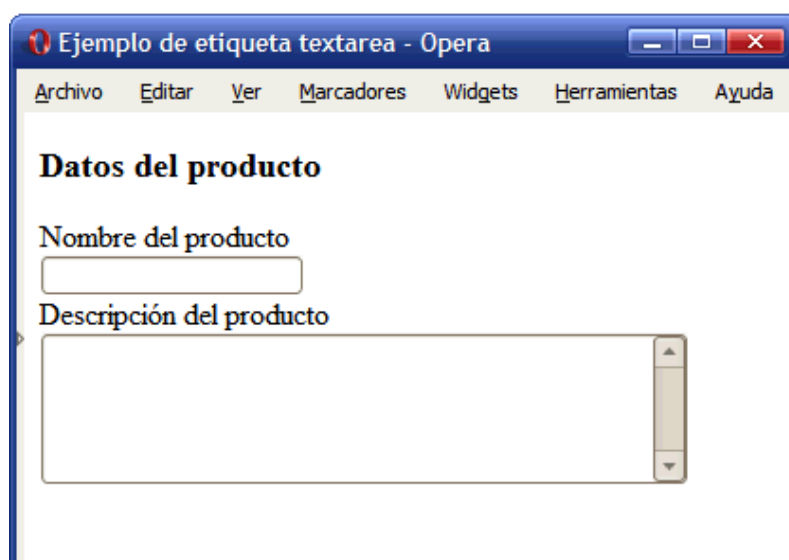 Ejemplo de etiqueta textarea - Opera
Archivo Editar Ver Marcadores Widgets Herramientas Ayuda
Datos del producto
Nombre del producto
Descripción del producto